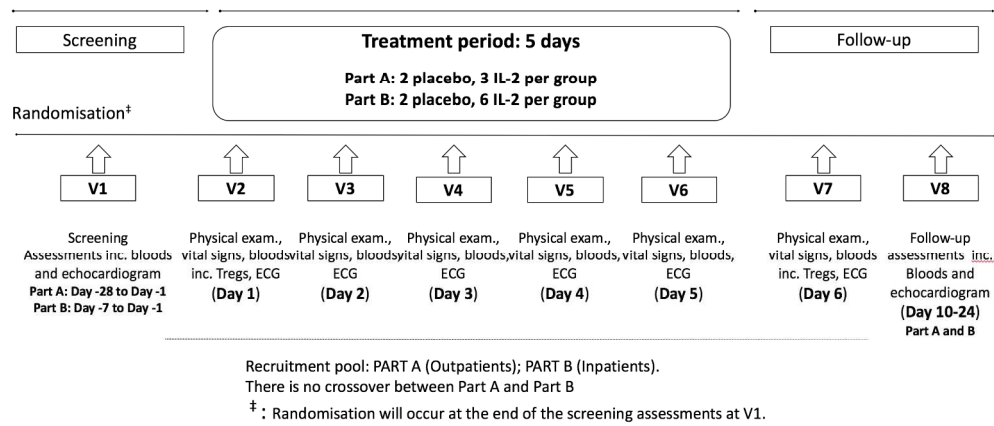 Screening
Treatment period: 5 days
Follow-up
Part A: 2 placebo, 3 IL-2 per group
Part B: 2 placebo, 6 IL-2 per group
Randomisation‡
V1
V2
V3
V4
V5
V6
V7
V8
Screening
Assessments inc. bloods
and echocardiogram
Part A: Day -28 to Day -1
Part B: Day -7 to Day -1
Physical exam.,
vital signs, bloods
inc. Tregs, ECG
(Day 1)
Physical exam.,
vital signs, bloods,
ECG
(Day 2)
Physical exam.,
vital signs, bloods,
ECG
(Day 3)
Physical exam.,
vital signs, bloods,
ECG
(Day 4)
Physical exam.,
vital signs, bloods,
ECG
(Day 5)
Physical exam.,
vital signs, bloods
inc. Tregs, ECG
(Day 6)
Follow-up
assessments inc.
Bloods and
echocardiogram
(Day 10-24)
Part A and B
Recruitment pool: PART A (Outpatients); PART B (Inpatients).
There is no crossover between Part A and Part B
‡ : Randomisation will occur at the end of the screening assessments at V1.